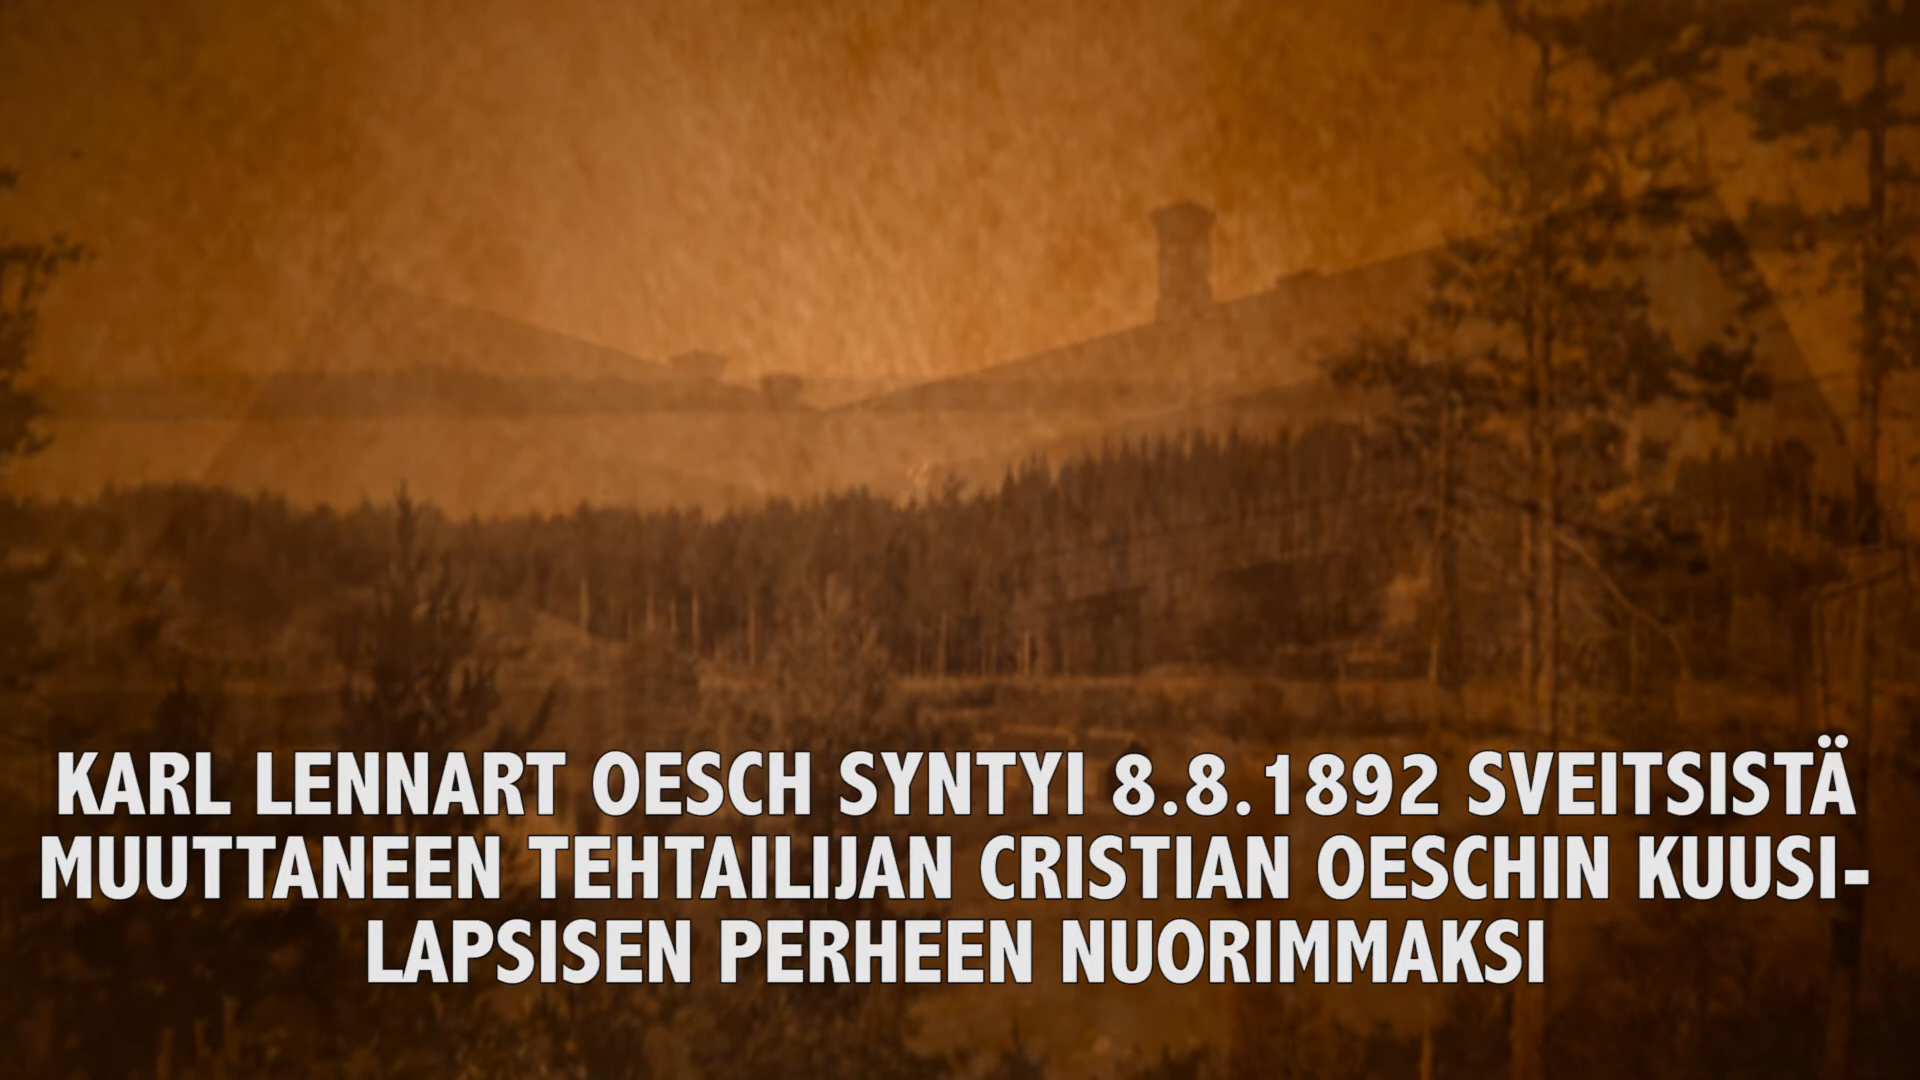 KARL LENNART OESCH SYNTYI 8.8.1892 SVEITSISTÄ
MUUTTANEEN TEHTAILIJAN CRISTIAN OESCHIN KUUSI-
LAPSISEN PERHEEN NUORIMMAKSI